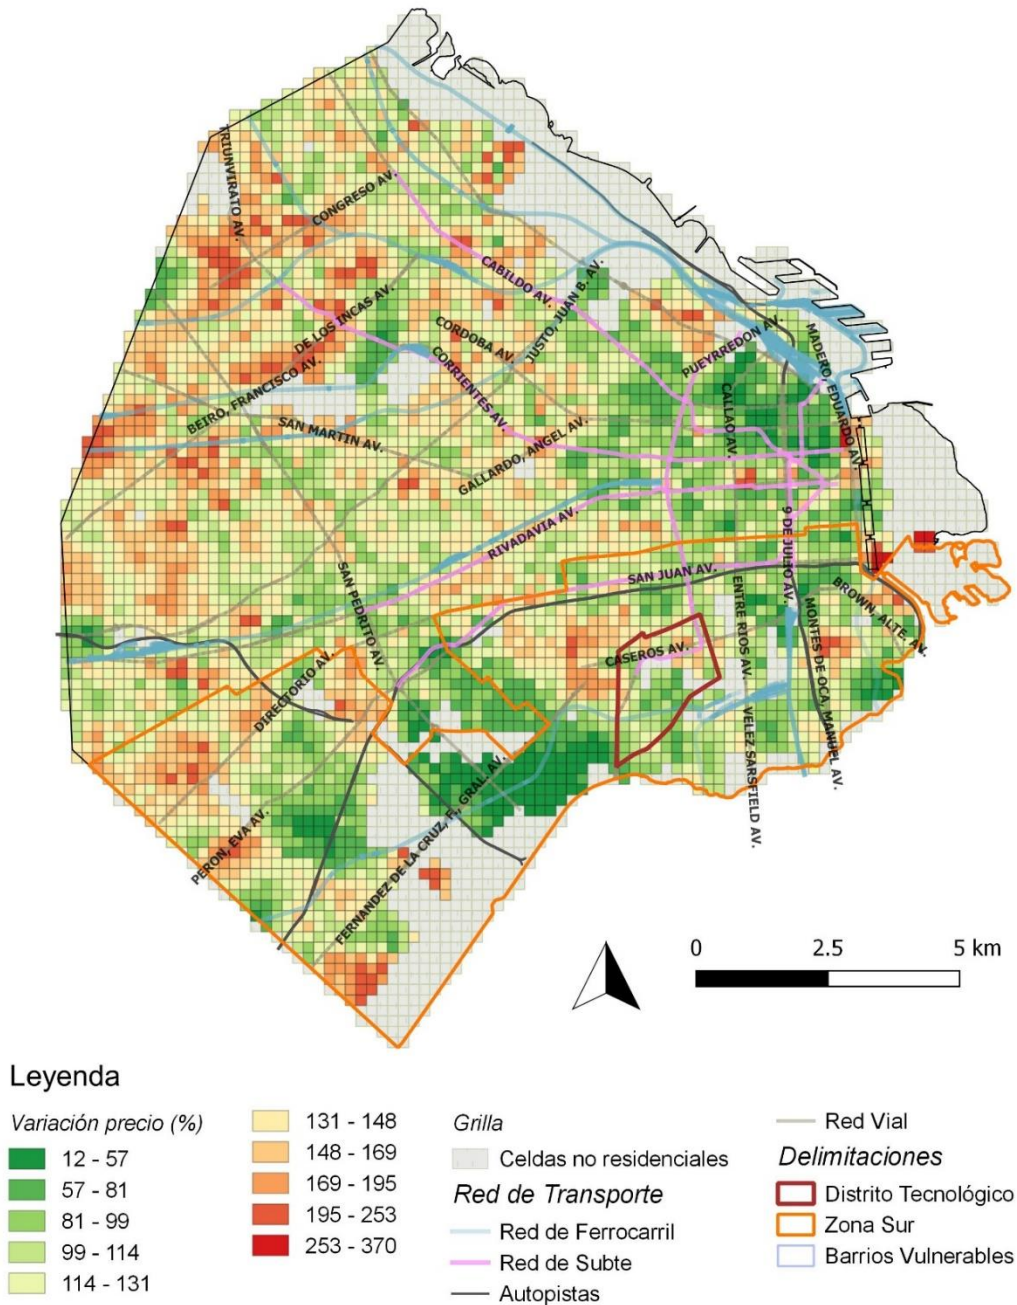 TRIUNVIRATO AV.
CONGRESO AV.
CABILDO AV.
JUSTO, JUAN B. AV.
DE LOS INCAS AV.
CORDOBA AV.
PUEYRREDON AV.
MADERO, EDUARDO AV.
BEIRO, FRANCISCO AV.
CORRIENTES AV.
CALLAO AV.
SAN MARTIN AV.
GALLARDO, ANGEL AV.
RIVADAVIA AV.
9 DE JULIO AV.
SAN JUAN AV.
SAN PEDRITO AV.
ENTRE RIOS AV.
BROWN, ALTE. AV.
MONTES DE OCA, MANUEL AV.
CASEROS AV.
DIRECTORIO AV.
VELEZ SARSFIELD AV.
PERON, EVA AV.
FERNANDEZ DE LA CRUZ, F., GRAL. AV.
0 2.5 5 km
Leyenda
Variación precio (%)
12 - 57
57 - 81
81 - 99
99 - 114
114 - 131
131 - 148
148 - 169
169 - 195
195 - 253
253 - 370
Grilla
Celdas no residenciales
Red de Transporte
Red de Ferrocarril
Red de Subte
Autopistas
Red Vial
Delimitaciones
Distrito Tecnológico
Zona Sur
Barrios Vulnerables